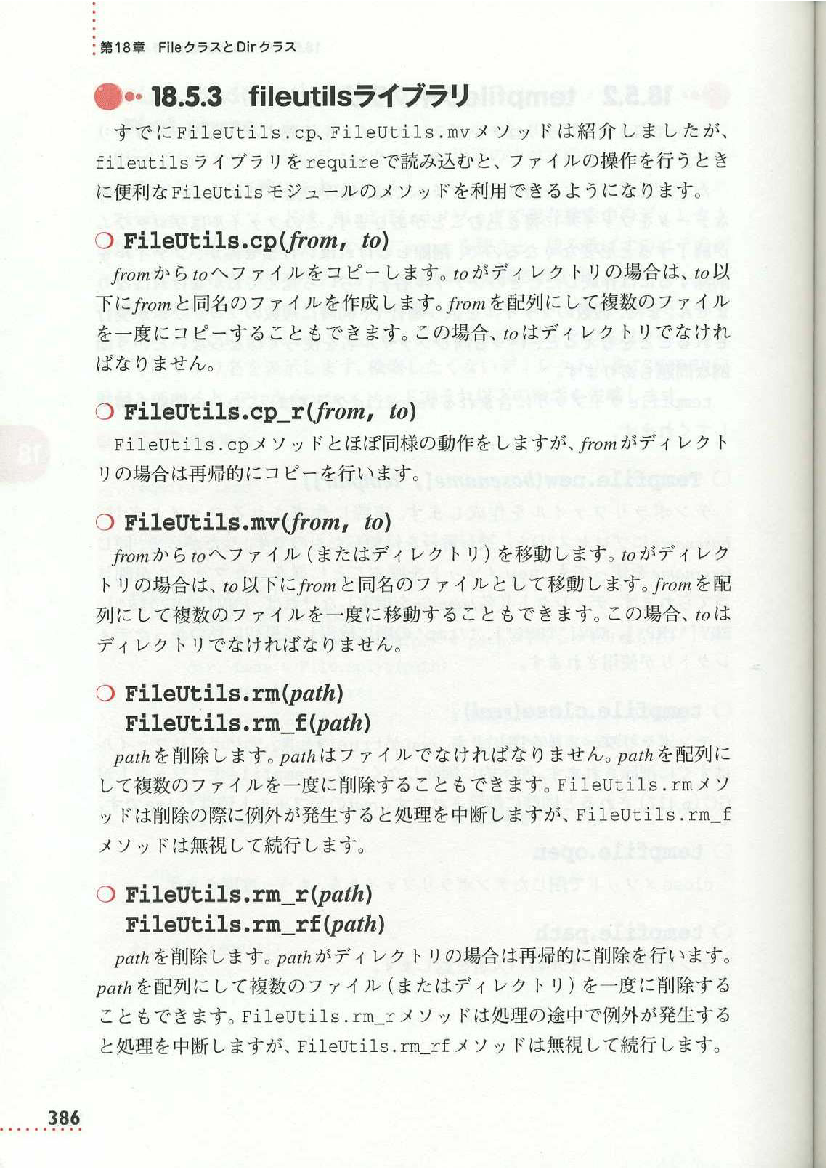 第18章 FileクラスとDirクラス
18.5.3 fileutilsライブラリ
すでにFileUtils.cp、FileUtils.mvメソッドは紹介しましたが、
fileutilsライブラリをrequireで読み込むと、ファイルの操作を行うとき
に便利なFileUtilsモジュールのメソッドを利用できるようになります。
❍ FileUtils.cp(from, to)
fromからtoへファイルをコピーします。toがディレクトリの場合は、to以
下にfromと同名のファイルを作成します。fromを配列にして複数のファイル
を一度にコピーすることもできます。この場合、toはディレクトリでなけれ
ばなりません。
❍ FileUtils.cp_r(from, to)
FileUtils.cpメソッドとほぼ同様の動作をしますが、fromがディレクト
リの場合は再帰的にコピーを行います。
❍ FileUtils.mv(from, to)
fromからtoへファイル(またはディレクトリ)を移動します。toがディレク
トリの場合は、to以下にfromと同名のファイルとして移動します。fromを配
列にして複数のファイルを一度に移動することもできます。この場合、toは
ディレクトリでなければなりません。
❍ FileUtils.rm(path)
FileUtils.rm_f(path)
pathを削除します。pathはファイルでなければなりません。pathを配列に
して複数のファイルを一度に削除することもできます。FileUtils.rmメソ
ッドは削除の際に例外が発生すると処理を中断しますが、FileUtils.rm_f
メソッドは無視して続行します。
❍ FileUtils.rm_r(path)
FileUtils.rm_rf(path)
pathを削除します。pathがディレクトリの場合は再帰的に削除を行います。
pathを配列にして複数のファイル(またはディレクトリ)を一度に削除する
こともできます。FileUtils.rm_rメソッドは処理の途中で例外が発生する
と処理を中断しますが、FileUtils.rm_rfメソッドは無視して続行します。
386